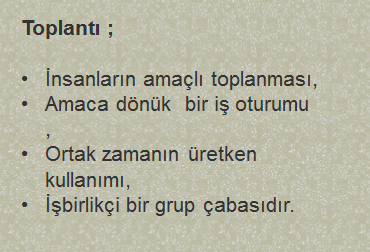 Toplantı ;
• İnsanların amaçlı toplanması,
• Amaca dönük  bir iş oturumu
,
• Ortak zamanın üretken
kullanımı,
• İşbirlikçi bir grup çabasıdır.